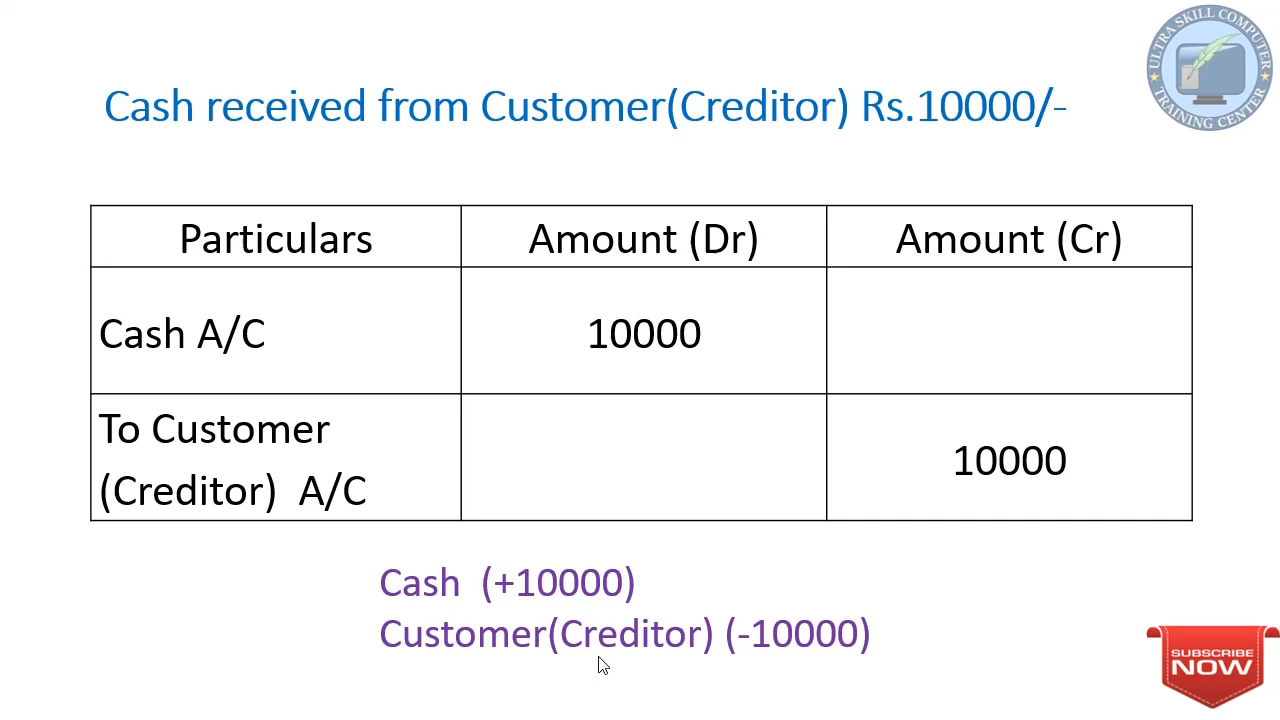 ULTRA SKILL COMPUTER
TRAINING CENTER
Cash received from Customer(Creditor) Rs.10000/-
Particulars Amount (Dr) Amount (Cr)
Cash A/C 10000
To Customer
(Creditor) A/C 10000
Cash (+10000)
Customer(Creditor) (-10000)
SUBSCRIBE
NOW